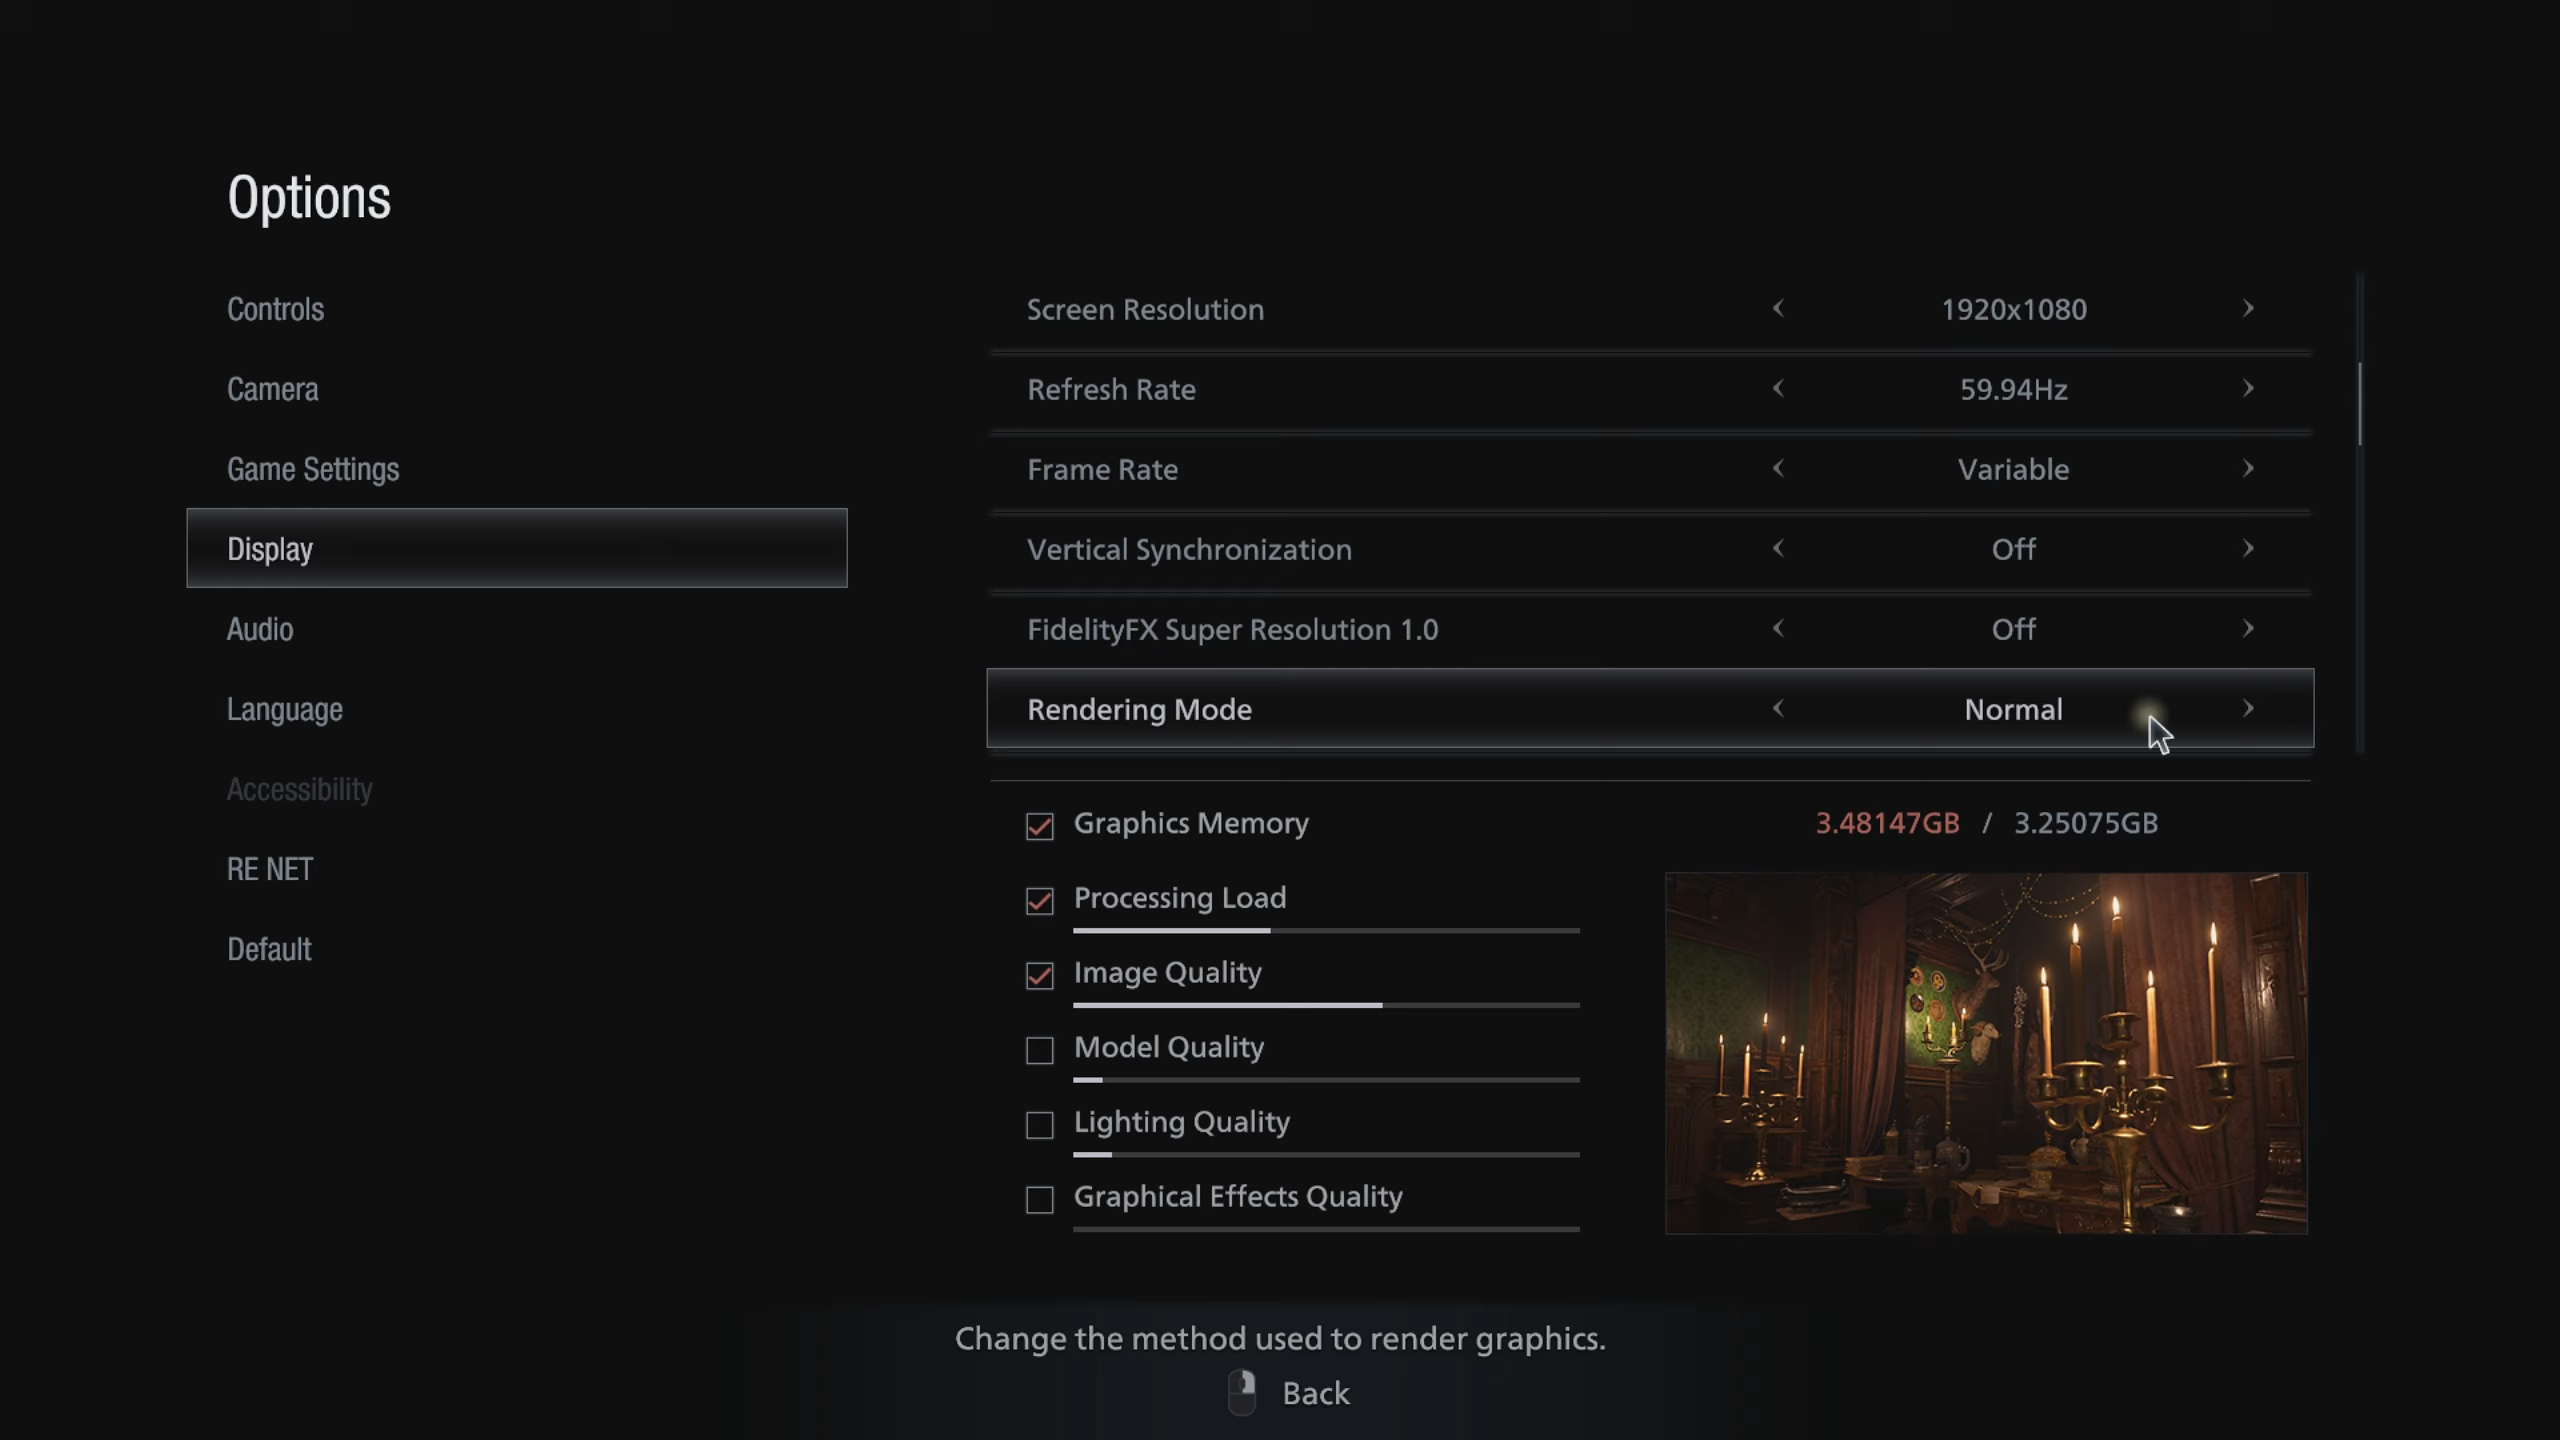 Options
Controls
Camera
Game Settings
Display
Audio
Language
Accessibility
RE NET
Default
Screen Resolution 1920x1080
Refresh Rate 59.94Hz
Frame Rate Variable
Vertical Synchronization Off
FidelityFX Super Resolution 1.0 Off
Rendering Mode Normal
Graphics Memory 3.48147GB / 3.25075GB
Processing Load
Image Quality
Model Quality
Lighting Quality
Graphical Effects Quality
Change the method used to render graphics.
Back